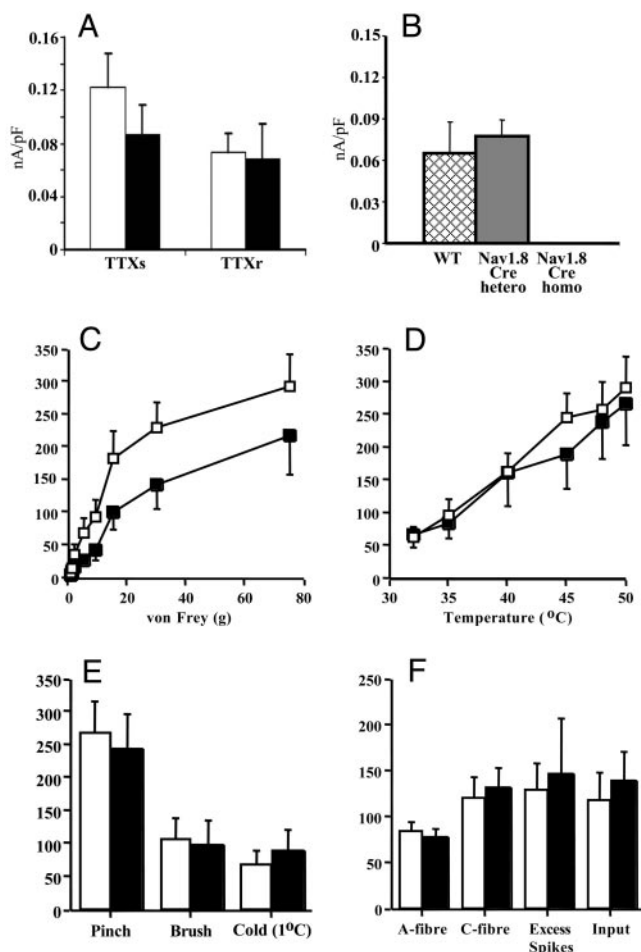 A
0.16
0.12
0.08
0.04
0
nA/pF
TTXs TTXr
B
0.15
0.12
0.09
0.06
0.03
0
nA/pF
WT Nav1.8 Nav1.8
Cre Cre
hetero homo
C
350
300
250
200
150
100
50
0
0 20 40 60 80
von Frey (g)
D
350
300
250
200
150
100
50
0
30 35 40 45 50
Temperature (ºC)
E
350
300
250
200
150
100
50
0
Pinch Brush Cold (1ºC)
F
250
200
150
100
50
0
A-fibre C-fibre Excess Input
Spikes